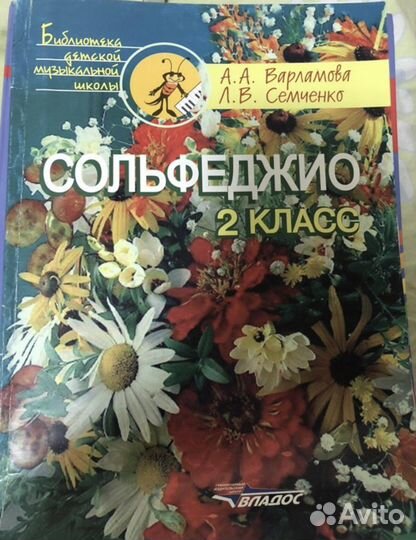 Библиотека
детской
музыкальной
школы
А.А. Варламова
Л.В. Семченко
СОЛЬФЕДЖИО
2 КЛАСС
ВЛАДОС
Avito